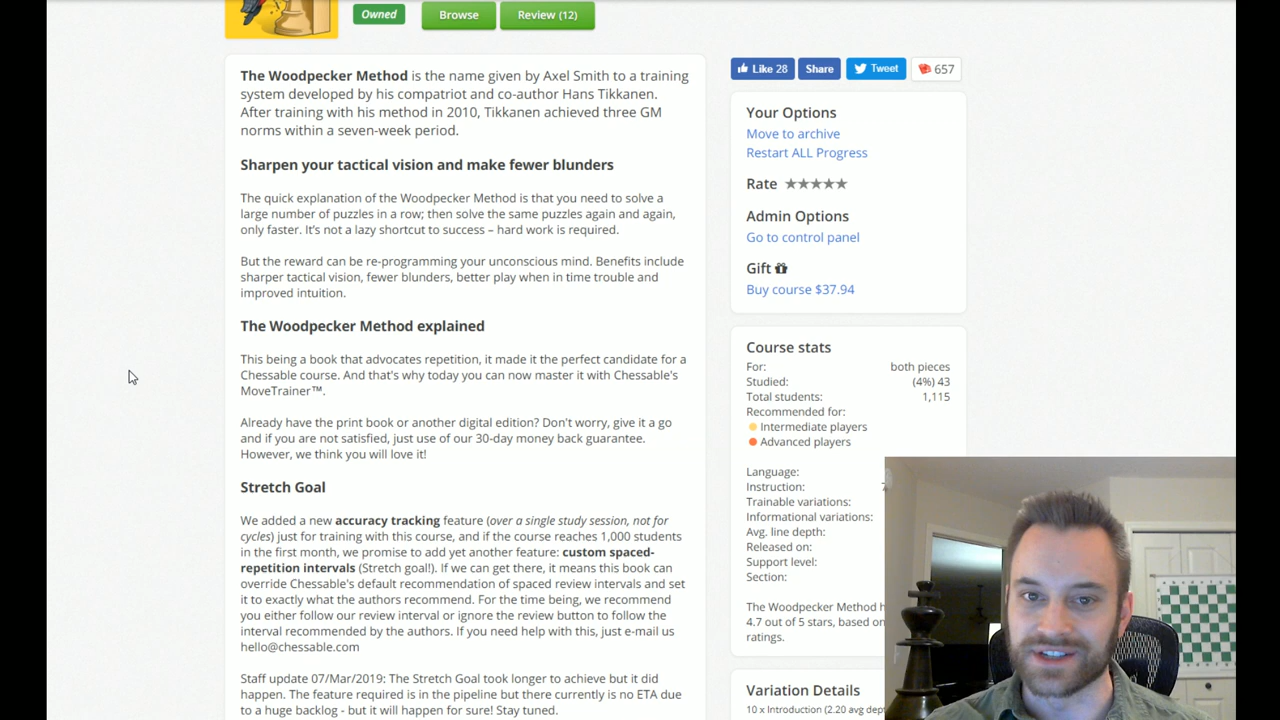 Owned
Browse
Review (12)
The Woodpecker Method is the name given by Axel Smith to a training
system developed by his compatriot and co-author Hans Tikkanen.
After training with his method in 2010, Tikkanen achieved three GM
norms within a seven-week period.
Sharpen your tactical vision and make fewer blunders
The quick explanation of the Woodpecker Method is that you need to solve a
large number of puzzles in a row; then solve the same puzzles again and again,
only faster. It's not a lazy shortcut to success – hard work is required.
But the reward can be re-programming your unconscious mind. Benefits include
sharper tactical vision, fewer blunders, better play when in time trouble and
improved intuition.
The Woodpecker Method explained
This being a book that advocates repetition, it made it the perfect candidate for a
Chessable course. And that's why today you can now master it with Chessable's
MoveTrainer™.
Already have the print book or another digital edition? Don't worry, give it a go
and if you are not satisfied, just use of our 30-day money back guarantee.
However, we think you will love it!
Stretch Goal
We added a new accuracy tracking feature (over a single study session, not for
cycles) just for training with this course, and if the course reaches 1,000 students
in the first month, we promise to add yet another feature: custom spaced-
repetition intervals (Stretch goal!). If we can get there, it means this book can
override Chessable's default recommendation of spaced review intervals and set
it to exactly what the authors recommend. For the time being, we recommend
you either follow our review interval or ignore the review button to follow the
interval recommended by the authors. If you need help with this, just e-mail us
hello@chessable.com
Staff update 07/Mar/2019: The Stretch Goal took longer to achieve but it did
happen. The feature required is in the pipeline but there currently is no ETA due
to a huge backlog - but it will happen for sure! Stay tuned.
Like 28
Share
Tweet
657
Your Options
Move to archive
Restart ALL Progress
Rate
Admin Options
Go to control panel
Gift
Buy course $37.94
Course stats
For: both pieces
Studied: (4%) 43
Total students: 1,115
Recommended for:
Intermediate players
Advanced players
Language:
Instruction:
Trainable variations:
Informational variations:
Avg. line depth:
Released on:
Support level:
Section:
The Woodpecker Method
4.7 out of 5 stars, based on
ratings.
Variation Details
10 x Introduction (2.20 avg